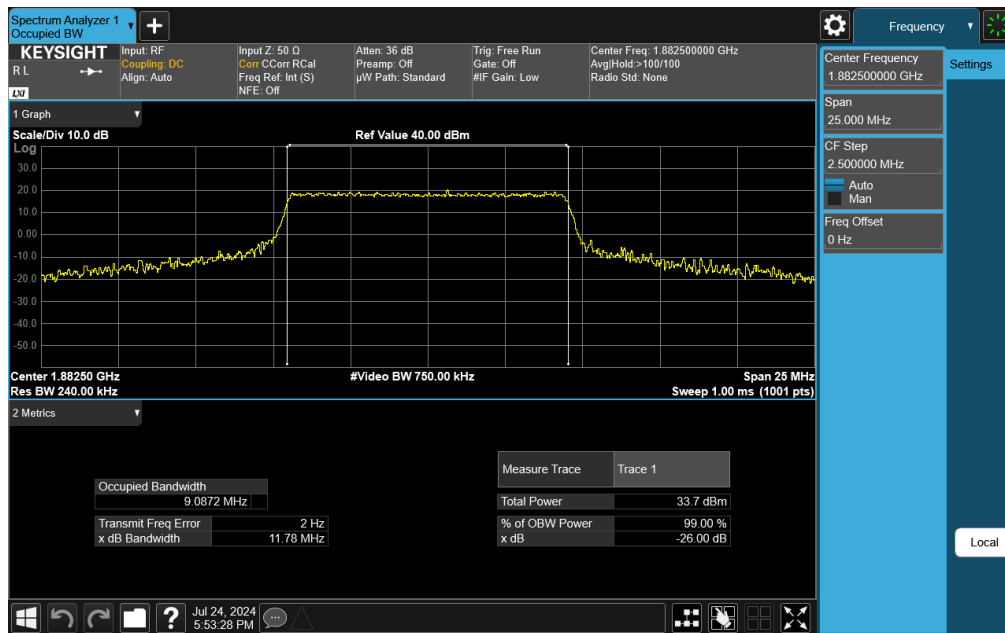 Spectrum Analyzer 1
Occupied BW
Frequency
KEYSIGHT
R L
LXI
Input: RF
Coupling: DC
Align: Auto
Input Z: 50 Ω
Corr CCorr RCal
Freq Ref: Int (S)
NFE: Off
Atten: 36 dB
Preamp: Off
µW Path: Standard
Trig: Free Run
Gate: Off
#IF Gain: Low
Center Freq: 1.882500000 GHz
Avg|Hold:>100/100
Radio Std: None
Center Frequency
1.882500000 GHz
Settings
Span
25.000 MHz
CF Step
2.500000 MHz
Auto
Man
Freq Offset
0 Hz
Local
1 Graph
Scale/Div 10.0 dB
Ref Value 40.00 dBm
Log
30.0
20.0
10.0
0.00
-10.0
-20.0
-30.0
-40.0
-50.0
Center 1.88250 GHz
#Video BW 750.00 kHz
Span 25 MHz
Res BW 240.00 kHz
Sweep 1.00 ms (1001 pts)
2 Metrics
Measure Trace
Trace 1
Occupied Bandwidth
9.0872 MHz
Total Power
33.7 dBm
Transmit Freq Error
2 Hz
% of OBW Power
99.00 %
x dB Bandwidth
11.78 MHz
x dB
-26.00 dB
?
Jul 24, 2024
5:53:28 PM